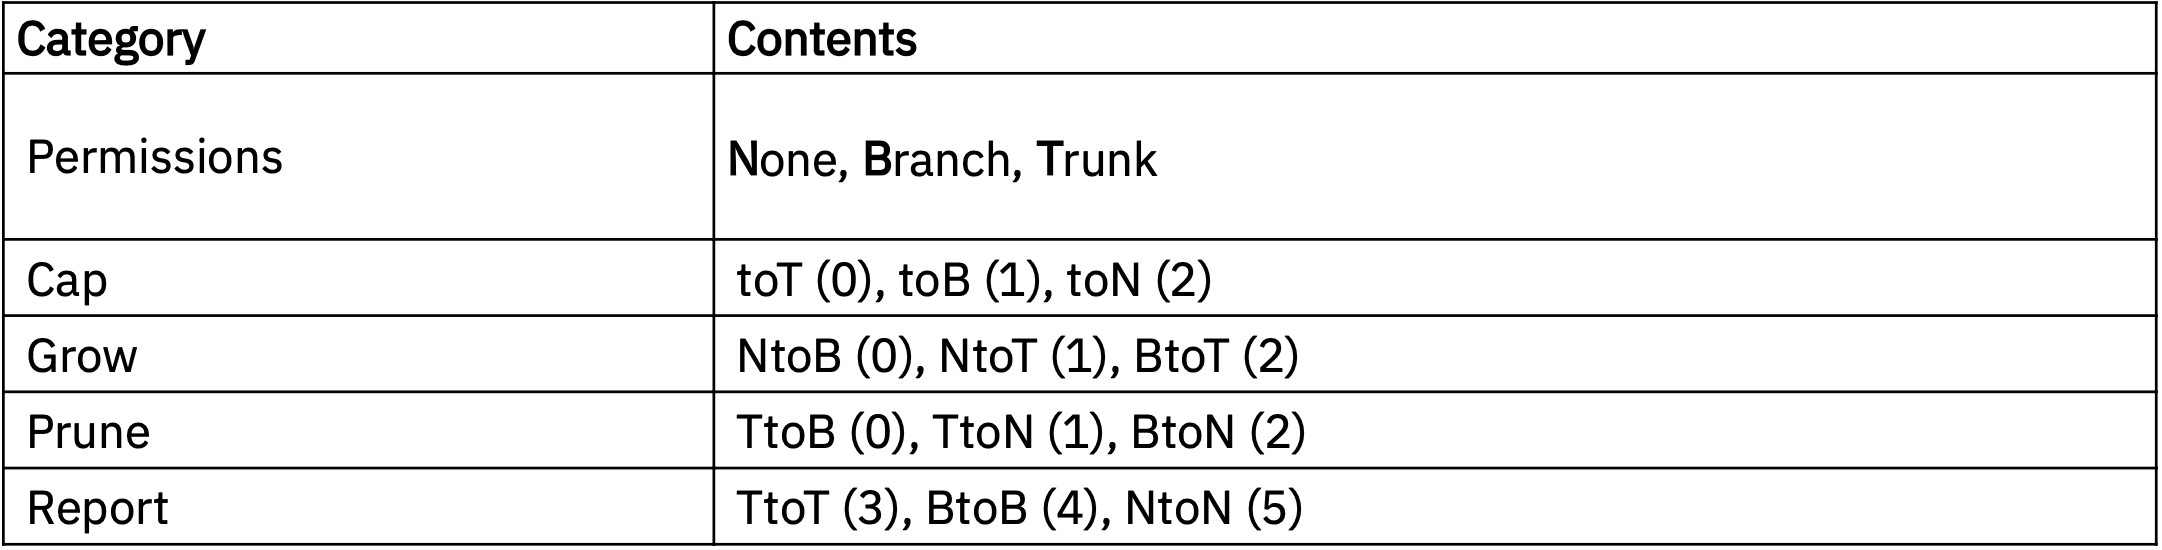 Category Contents
Permissions None, Branch, Trunk
Cap toT (0), toB (1), toN (2)
Grow NtoB (0), NtoT (1), BtoT (2)
Prune TtoB (0), TtoN (1), BtoN (2)
Report TtoT (3), BtoB (4), NtoN (5)